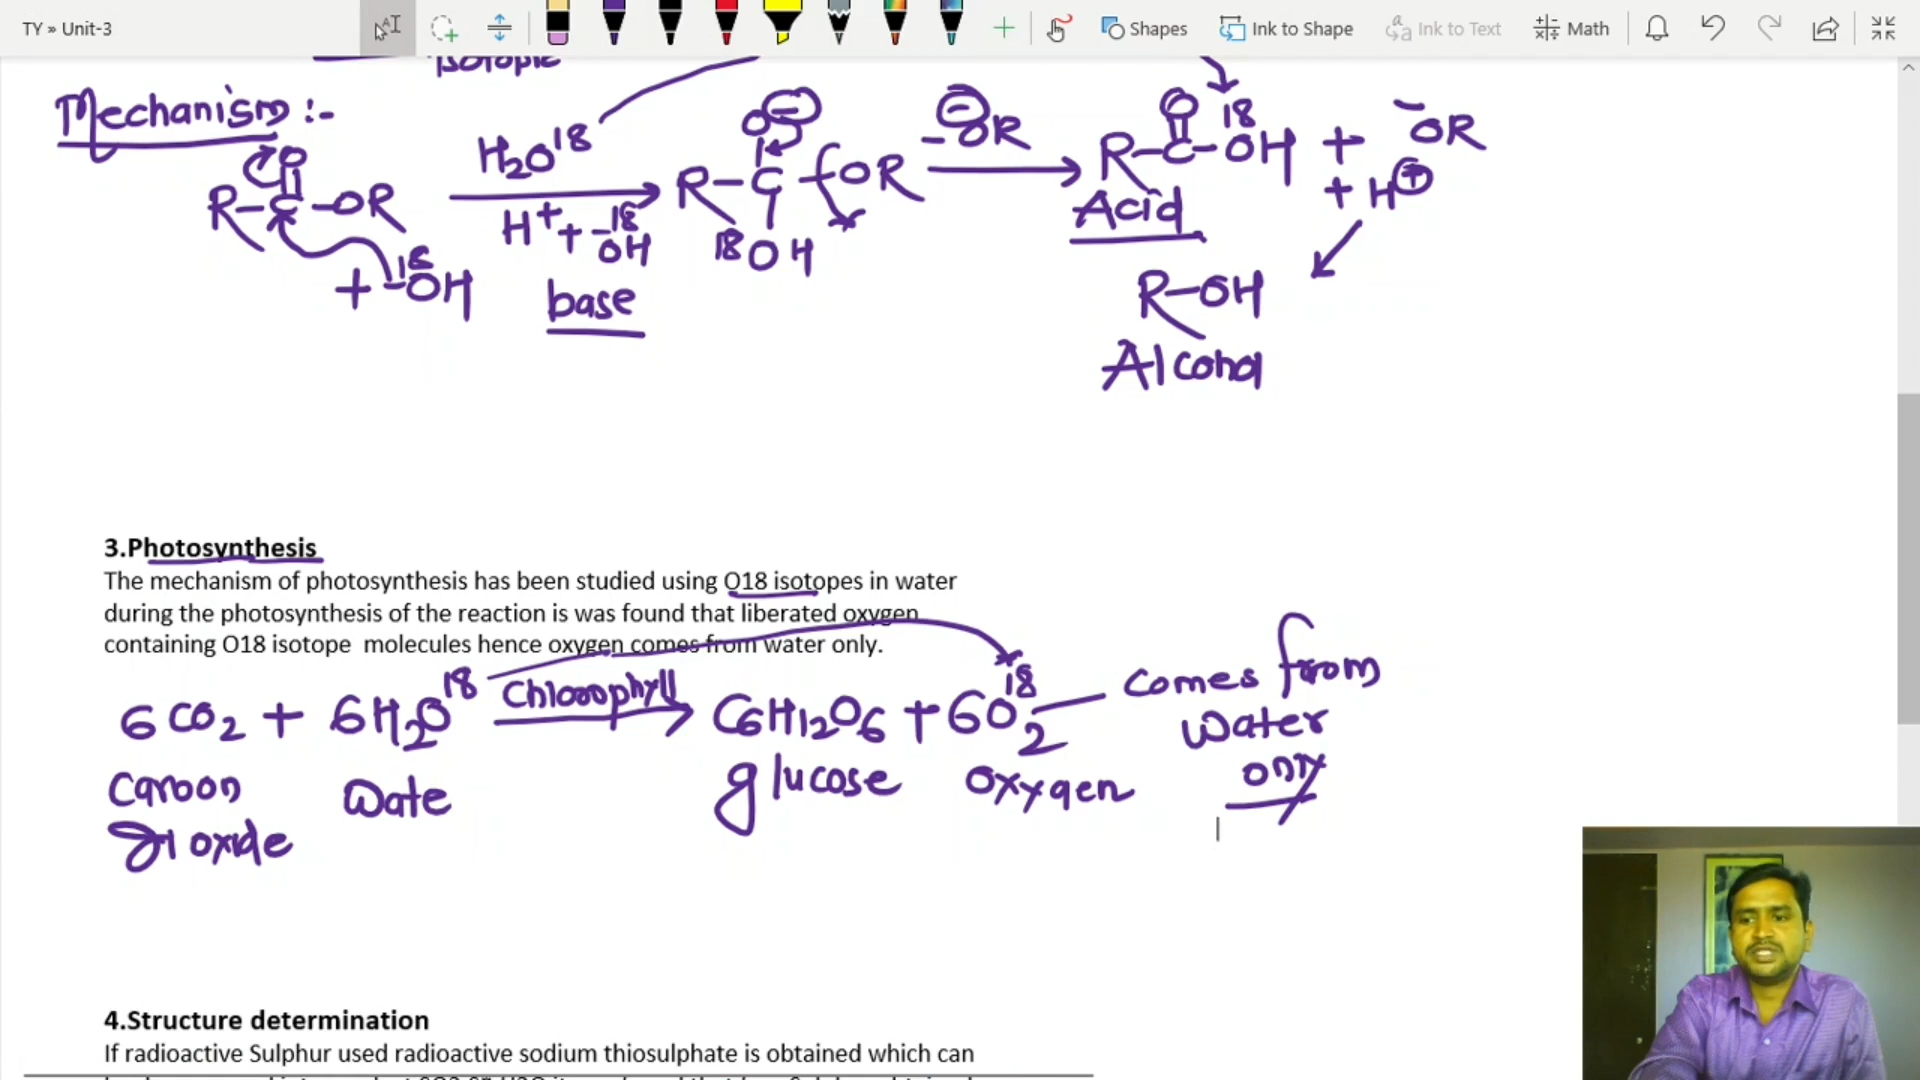 TY » Unit-3
Shapes
Ink to Shape
Ink to Text
Math
isotopic
Mechanism :-
R-C-OR
O
+ -18OH
H2O18
H+ + -18OH
base
O-
R-C-OR
18OH
-OR
O 18
R-C-OH + -OR
+ H+
Acid
R-OH
Alcohol
3.Photosynthesis
The mechanism of photosynthesis has been studied using O18 isotopes in water
during the photosynthesis of the reaction is was found that liberated oxygen
containing O18 isotope molecules hence oxygen comes from water only.
6CO2 + 6H2O18 Chlorophyll C6H12O6 + 6O218
Comes from
Water
only
Carbon
dioxide
Wate
glucose
oxygen
4.Structure determination
If radioactive Sulphur used radioactive sodium thiosulphate is obtained which can